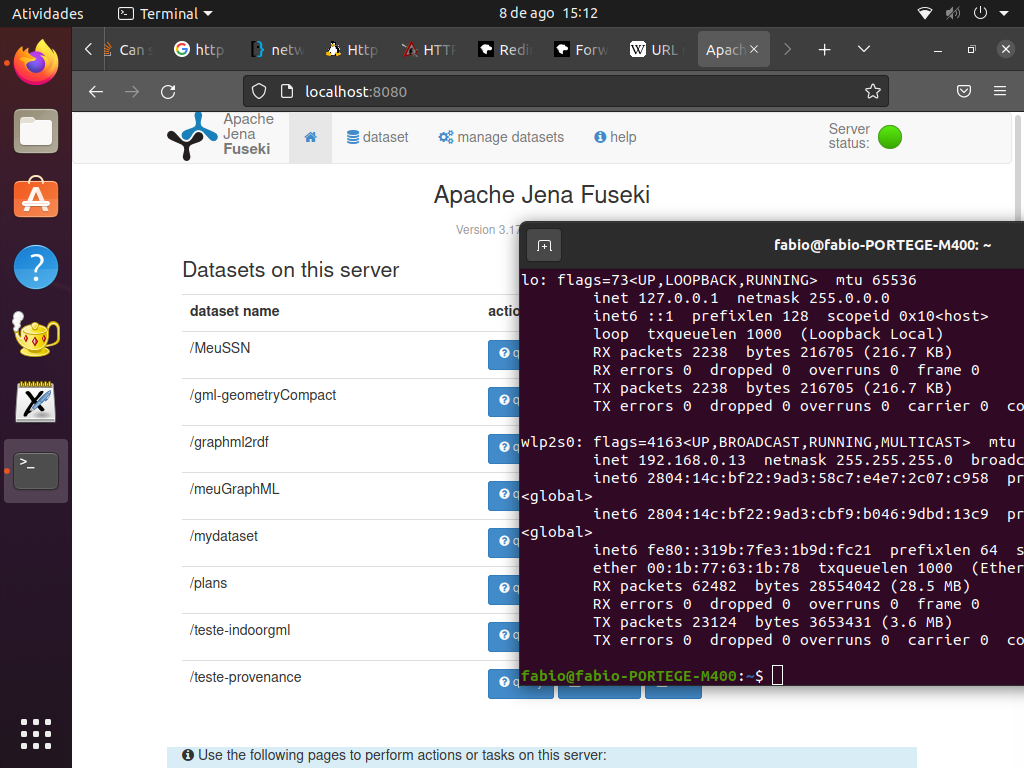 Atividades
Terminal
8 de ago 15:12
Can
http
netw
Http
HTTP
Redi
Forw
URL
Apach
localhost:8080
Apache
Jena
Fuseki
dataset
manage datasets
help
Server
status:
Apache Jena Fuseki
Version 3.17
Datasets on this server
dataset name
actio
/MeuSSN
/gml-geometryCompact
/graphml2rdf
/meuGraphML
/mydataset
/plans
/teste-indoorgml
/teste-provenance
Use the following pages to perform actions or tasks on this server:
fabio@fabio-PORTEGE-M400: ~
lo: flags=73<UP,LOOPBACK,RUNNING> mtu 65536
inet 127.0.0.1 netmask 255.0.0.0
inet6 ::1 prefixlen 128 scopeid 0x10<host>
loop txqueuelen 1000 (Loopback Local)
RX packets 2238 bytes 216705 (216.7 KB)
RX errors 0 dropped 0 overruns 0 frame 0
TX packets 2238 bytes 216705 (216.7 KB)
TX errors 0 dropped 0 overruns 0 carrier 0 co
wlp2s0: flags=4163<UP,BROADCAST,RUNNING,MULTICAST> mtu
inet 192.168.0.13 netmask 255.255.255.0 broadc
inet6 2804:14c:bf22:9ad3:58c7:e4e7:2c07:c958 pr
<global>
inet6 2804:14c:bf22:9ad3:cbf9:b046:9dbd:13c9 pr
<global>
inet6 fe80::319b:7fe3:1b9d:fc21 prefixlen 64 s
ether 00:1b:77:63:1b:78 txqueuelen 1000 (Ether
RX packets 62482 bytes 28554042 (28.5 MB)
RX errors 0 dropped 0 overruns 0 frame 0
TX packets 23124 bytes 3653431 (3.6 MB)
TX errors 0 dropped 0 overruns 0 carrier 0 co
fabio@fabio-PORTEGE-M400:~$